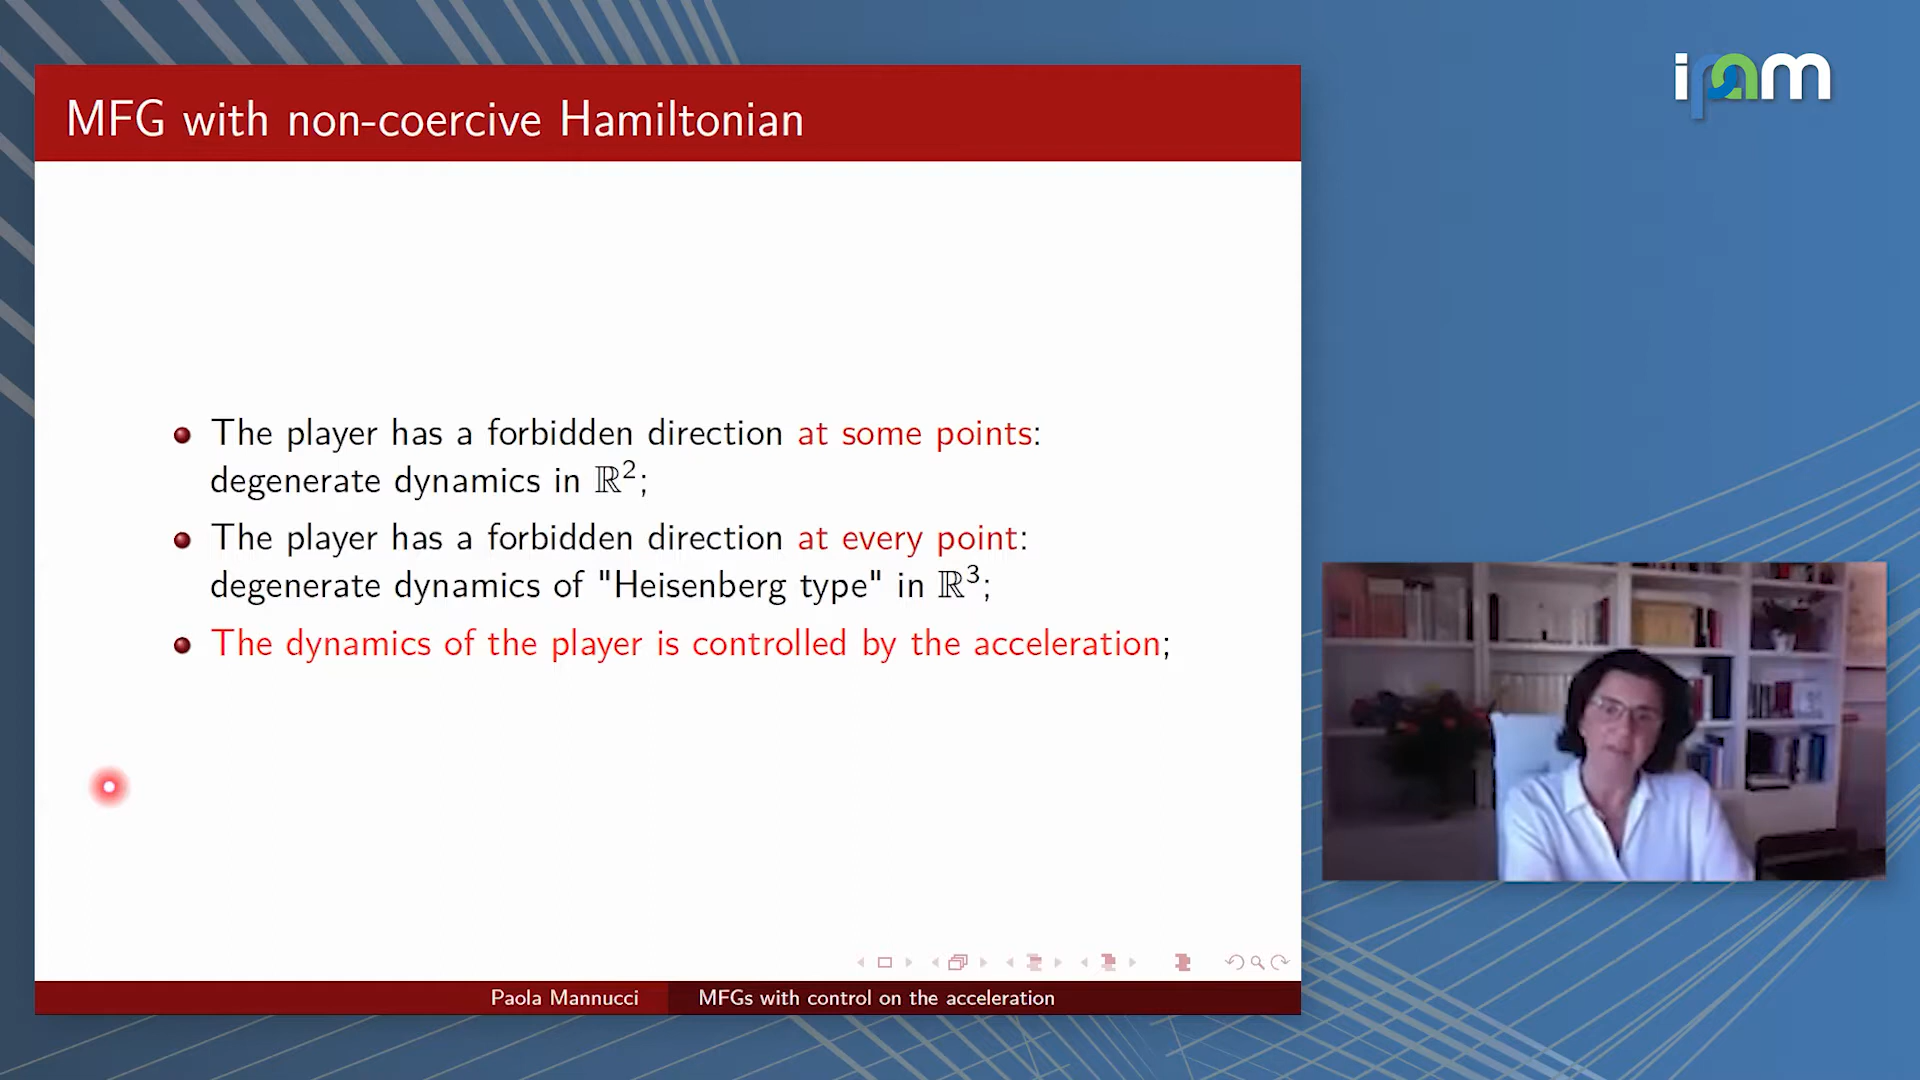 ipam
MFG with non-coercive Hamiltonian
The player has a forbidden direction at some points:
degenerate dynamics in ℝ²;
The player has a forbidden direction at every point:
degenerate dynamics of "Heisenberg type" in ℝ³;
The dynamics of the player is controlled by the acceleration;
Paola Mannucci
MFGs with control on the acceleration